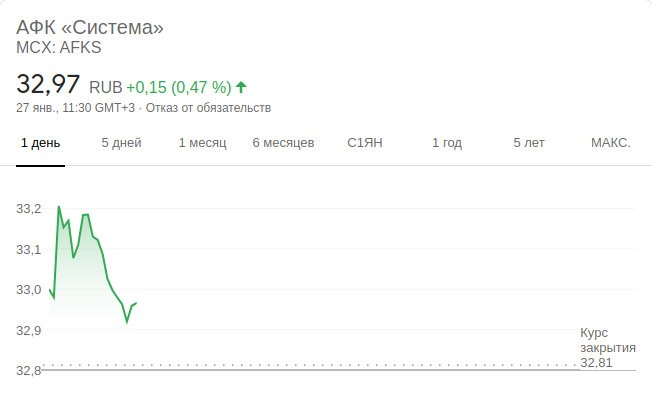 АФК «Система»
MCX: AFKS
32,97 RUB +0,15 (0,47 %)
27 янв., 11:30 GMT+3 · Отказ от обязательств
1 день 5 дней 1 месяц 6 месяцев С1ЯН 1 год 5 лет МАКС.
33,2
33,1
33,0
32,9
32,8
Курс
закрытия
32,81